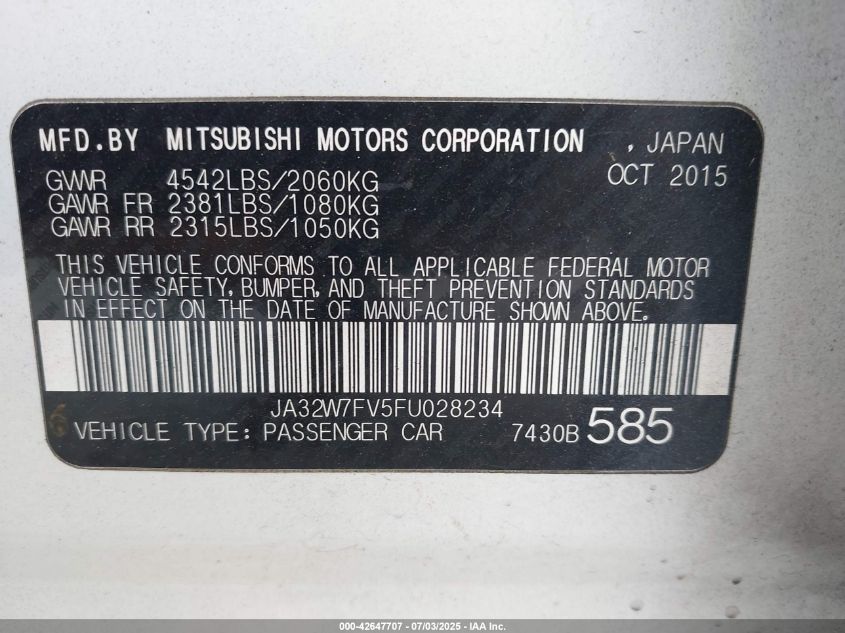 MFD.BY MITSUBISHI MOTORS CORPORATION , JAPAN
GVWR 4542LBS/2060KG OCT 2015
GAWR FR 2381LBS/1080KG
GAWR RR 2315LBS/1050KG
THIS VEHICLE CONFORMS TO ALL APPLICABLE FEDERAL MOTOR
VEHICLE SAFETY, BUMPER, AND THEFT PREVENTION STANDARDS
IN EFFECT ON THE DATE OF MANUFACTURE SHOWN ABOVE.
JA32W7FV5FU028234
VEHICLE TYPE: PASSENGER CAR 7430B 585
000-42647707 - 07/03/2025 - IAA Inc.